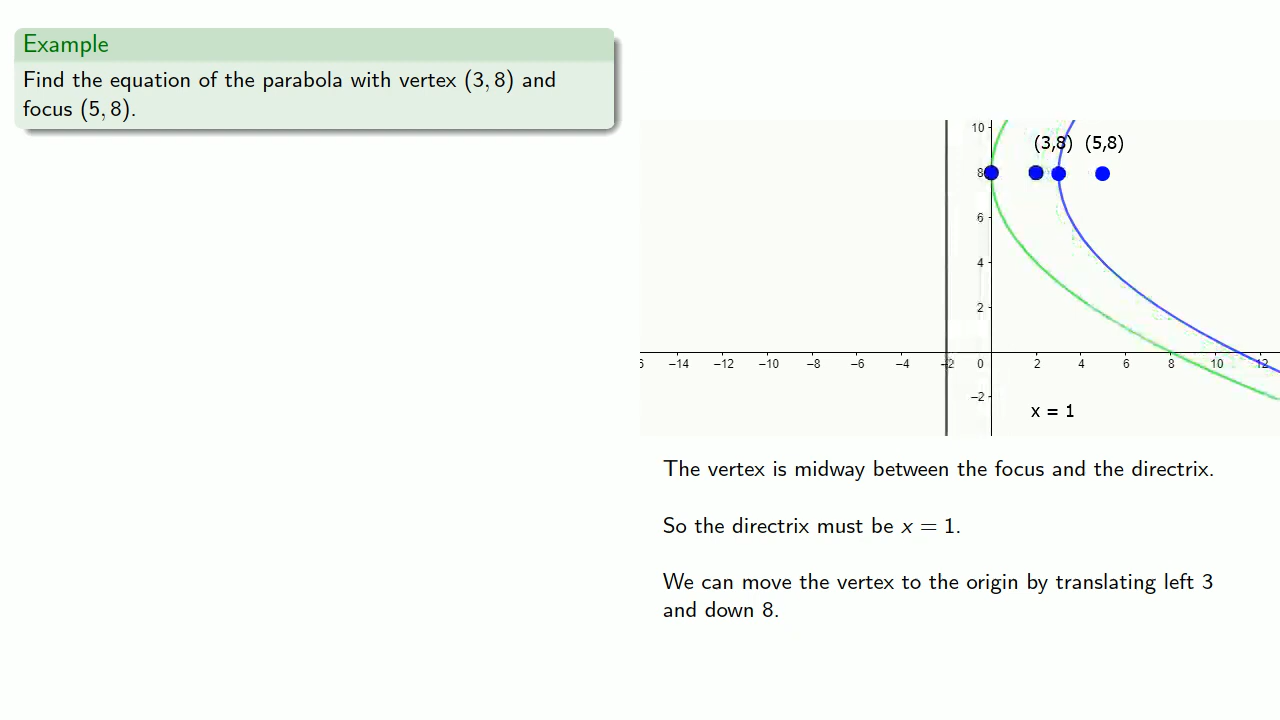 Example
Find the equation of the parabola with vertex (3, 8) and
focus (5, 8).
10
(3,8) (5,8)
8
6
4
2
6 −14 −12 −10 −8 −6 −4 −2 0 2 4 6 8 10 12
−2
x = 1
The vertex is midway between the focus and the directrix.
So the directrix must be x = 1.
We can move the vertex to the origin by translating left 3
and down 8.